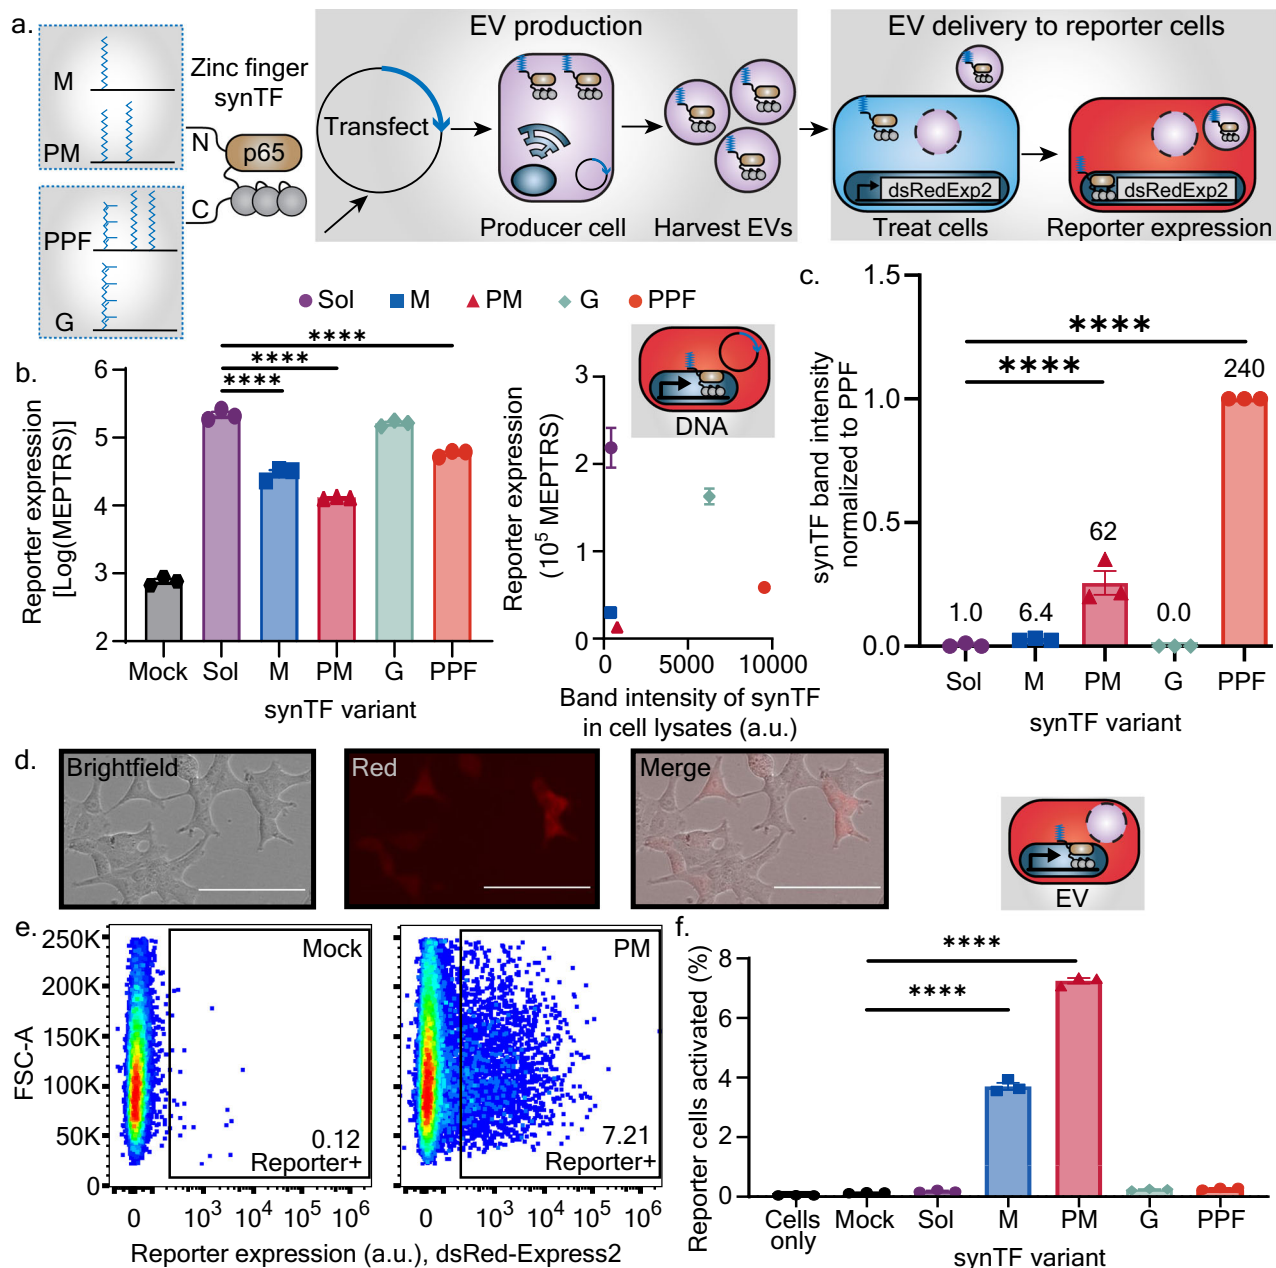 a.
M
PM
PPF
G
Zinc finger
synTF
N
p65
C
EV production
Transfect
Producer cell
Harvest EVs
EV delivery to reporter cells
dsRedExp2
dsRedExp2
Treat cells
Reporter expression
Sol
M
PM
G
PPF
b.
Reporter expression
[Log(MEPTRS)]
6
5
4
3
2
****
****
****
Mock
Sol
M
PM
G
PPF
synTF variant
Reporter expression
(10⁵ MEPTRS)
3
2
1
0
0
5000
10000
DNA
Band intensity of synTF
in cell lysates (a.u.)
c.
synTF band intensity
normalized to PPF
1.5
1.0
0.5
0.0
****
****
1.0
6.4
62
0.0
240
Sol
M
PM
G
PPF
synTF variant
d.
Brightfield
Red
Merge
EV
e.
FSC-A
250K
200K
150K
100K
50K
0
Mock
0.12
Reporter+
PM
7.21
Reporter+
0
10³
10⁴
10⁵
10⁶
0
10³
10⁴
10⁵
10⁶
Reporter expression (a.u.), dsRed-Express2
f.
Reporter cells activated (%)
8
6
4
2
0
****
****
Cells
only
Mock
Sol
M
PM
G
PPF
synTF variant